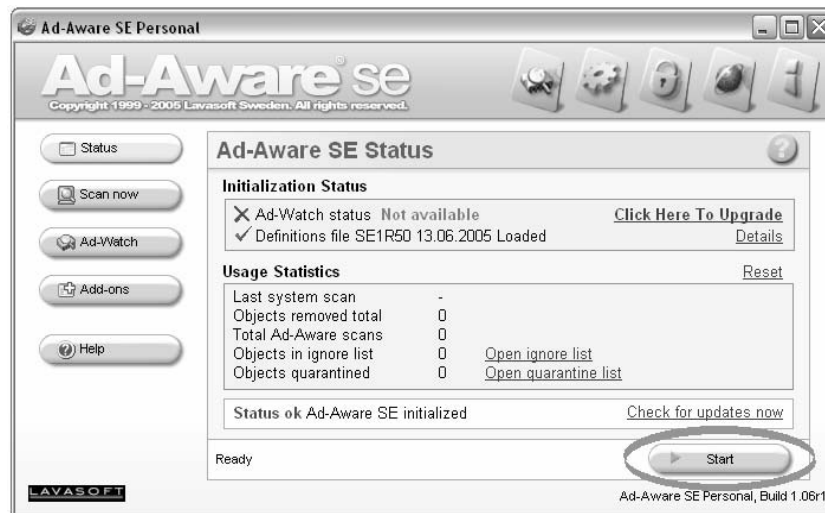 Ad-Aware SE Personal
Ad-Aware® se
Copyright 1999 - 2005 Lavasoft Sweden. All rights reserved.
Status
Scan now
Ad-Watch
Add-ons
Help
LAVASOFT
Ad-Aware SE Status
?
Initialization Status
Ad-Watch status Not available Click Here To Upgrade
Definitions file SE1R50 13.06.2005 Loaded Details
Usage Statistics Reset
Last system scan -
Objects removed total 0
Total Ad-Aware scans 0
Objects in ignore list 0 Open ignore list
Objects quarantined 0 Open quarantine list
Status ok Ad-Aware SE initialized Check for updates now
Ready Start
Ad-Aware SE Personal, Build 1.06r1